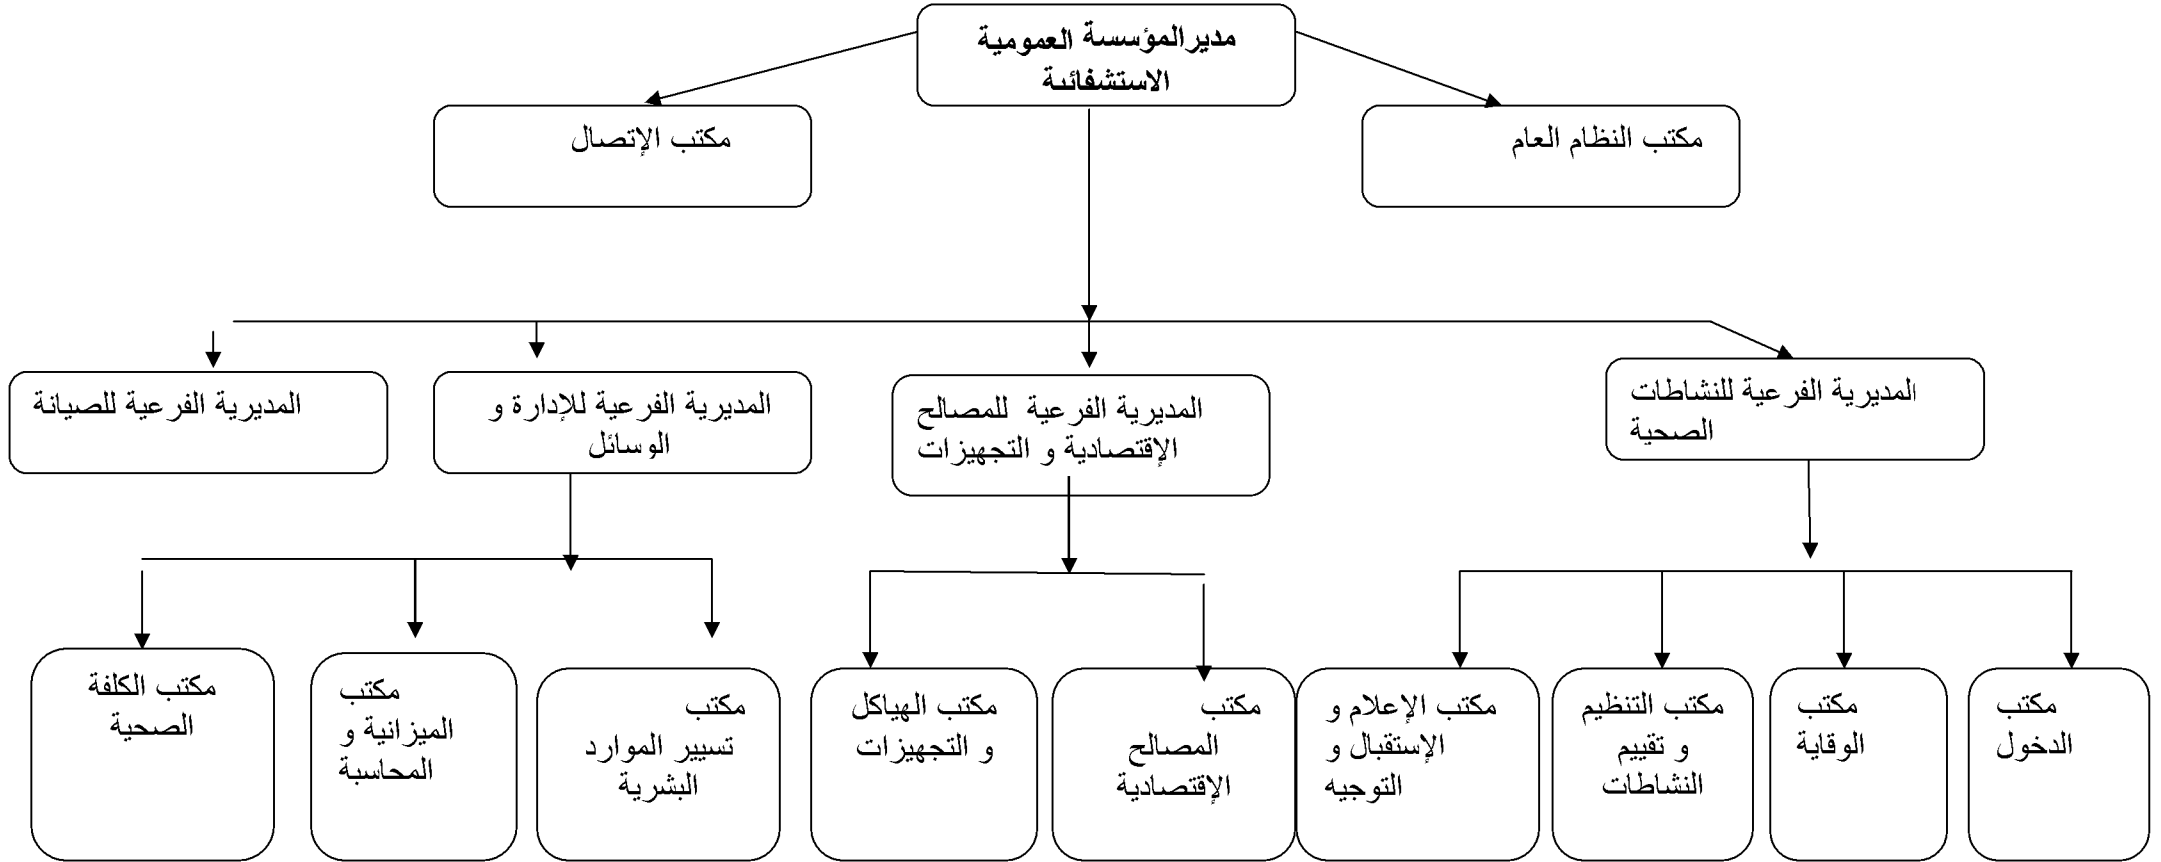 مديرالمؤسسة العمومية
الاستشفائية
مكتب النظام العام
مكتب الإتصال
المديرية الفرعية للنشاطات
الصحية
المديرية الفرعية للمصالح
الإقتصادية و التجهيزات
المديرية الفرعية للإدارة و
الوسائل
المديرية الفرعية للصيانة
مكتب
الدخول
مكتب
الوقاية
مكتب التنظيم
و تقييم
النشاطات
مكتب الإعلام و
الإستقبال و
التوجيه
مكتب
المصالح
الإقتصادية
مكتب الهياكل
و التجهيزات
مكتب
تسيير الموارد
البشرية
مكتب
الميزانية و
المحاسبة
مكتب الكلفة
الصحية